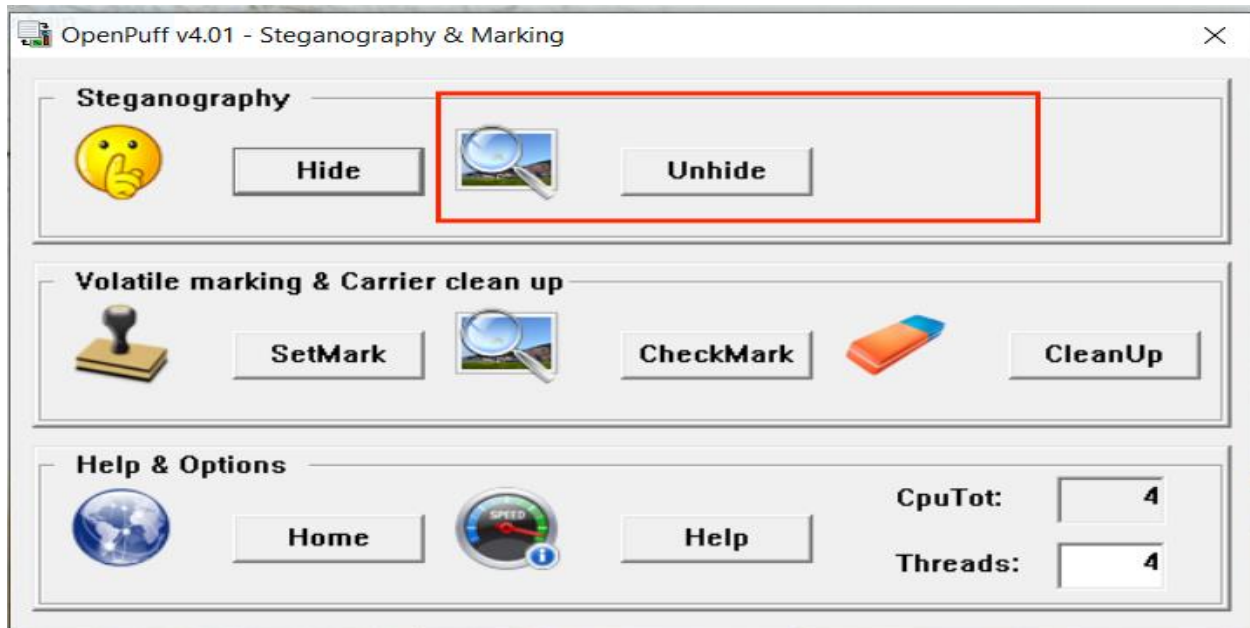 OpenPuff v4.01 - Steganography & Marking
Steganography
Hide
Unhide
Volatile marking & Carrier clean up
SetMark
CheckMark
CleanUp
Help & Options
Home
SPEED
Help
CpuTot: 4
Threads: 4